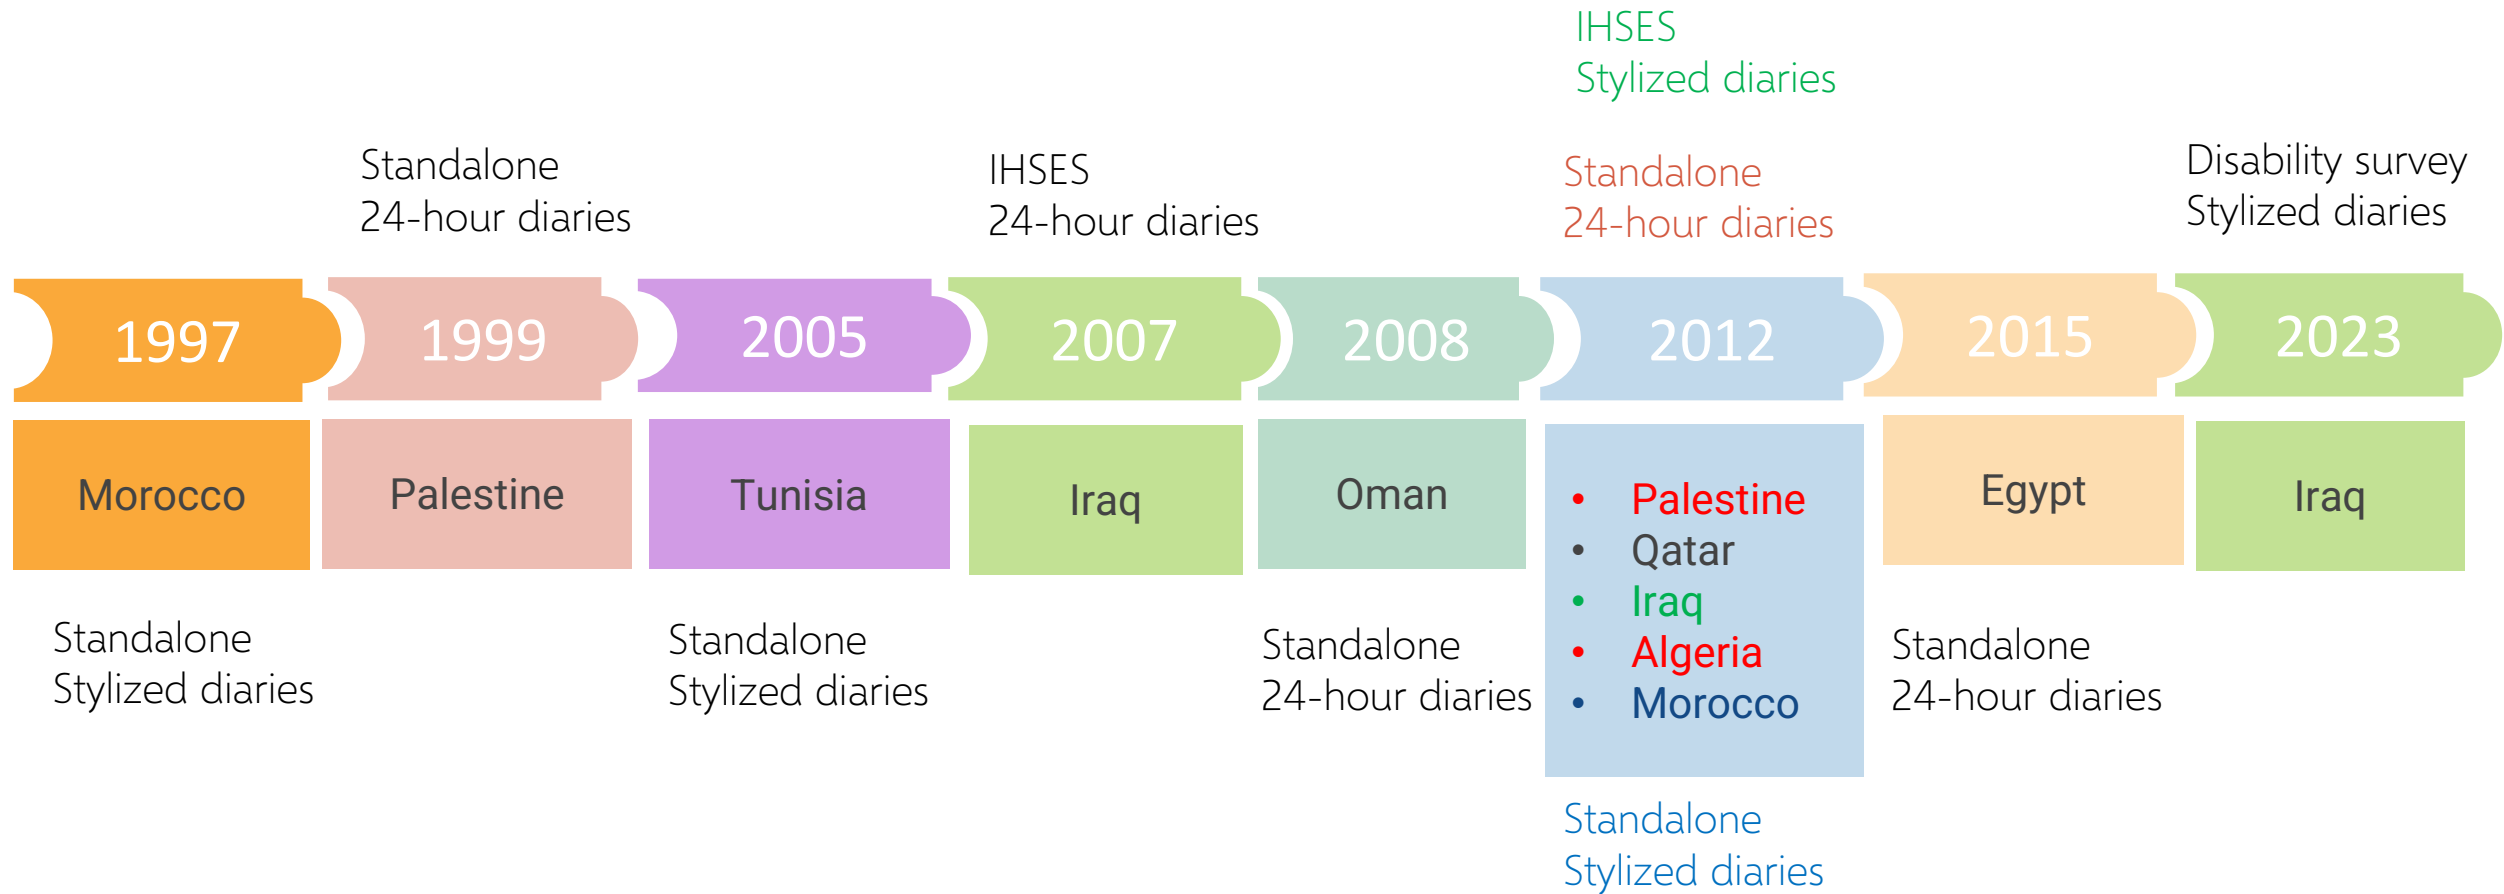 IHSES
Stylized diaries
Standalone
24-hour diaries
IHSES
24-hour diaries
Standalone
24-hour diaries
Disability survey
Stylized diaries
1997
1999
2005
2007
2008
2012
2015
2023
Morocco
Palestine
Tunisia
Iraq
Oman
• Palestine
• Qatar
• Iraq
• Algeria
• Morocco
Egypt
Iraq
Standalone
Stylized diaries
Standalone
Stylized diaries
Standalone
24-hour diaries
Standalone
24-hour diaries
Standalone
Stylized diaries